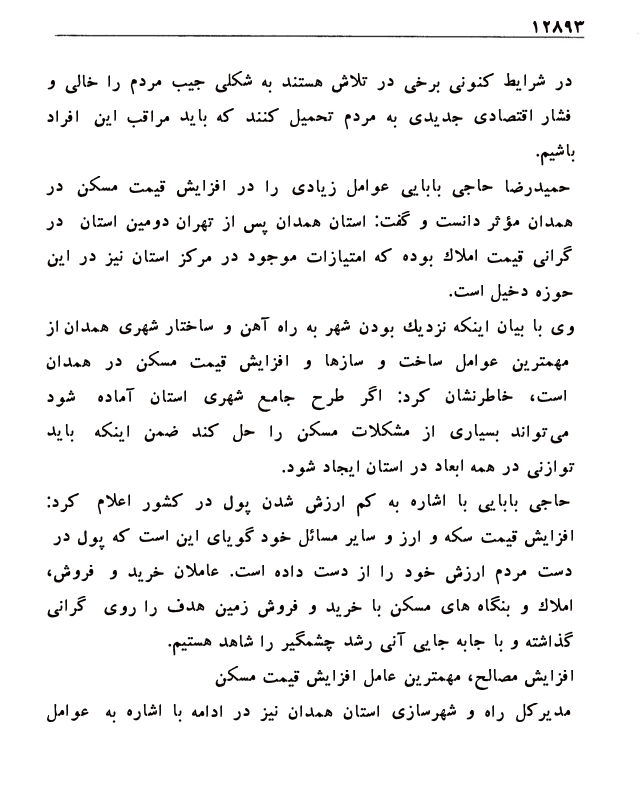 ۱۲۸۹۳
در شرایط کنونی برخی در تلاش هستند به شکلی جیب مردم را خالی و
فشار اقتصادی جدیدی به مردم تحمیل کنند که باید مراقب این افراد
باشیم.
حمیدرضا حاجی بابایی عوامل زیادی را در افزایش قیمت مسکن در
همدان مؤثر دانست و گفت: استان همدان پس از تهران دومین استان در
گرانی قیمت املاك بوده که امتیازات موجود در مرکز استان نیز در این
حوزه دخیل است.
وی با بیان اینکه نزدیك بودن شهر به راه آهن و ساختار شهری همدان از
مهمترین عوامل ساخت و سازها و افزایش قیمت مسکن در همدان
است، خاطرنشان کرد: اگر طرح جامع شهری استان آماده شود
می‌تواند بسیاری از مشکلات مسکن را حل کند ضمن اینکه باید
توازنی در همه ابعاد در استان ایجاد شود.
حاجی بابایی با اشاره به کم ارزش شدن پول در کشور اعلام کرد:
افزایش قیمت سکه و ارز و سایر مسائل خود گویای این است که پول در
دست مردم ارزش خود را از دست داده است. عاملان خرید و فروش،
املاك و بنگاه های مسکن با خرید و فروش زمین هدف را روی گرانی
گذاشته و با جابه جایی آنی رشد چشمگیر را شاهد هستیم.
افزایش مصالح، مهمترین عامل افزایش قیمت مسکن
مدیرکل راه و شهرسازی استان همدان نیز در ادامه با اشاره به عوامل